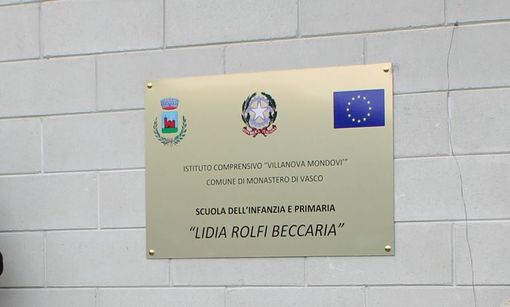 ISTITUTO COMPRENSIVO "VILLANOVA MONDOVI'"
COMUNE DI MONASTERO DI VASCO
SCUOLA DELL'INFANZIA E PRIMARIA
"LIDIA ROLFI BECCARIA"